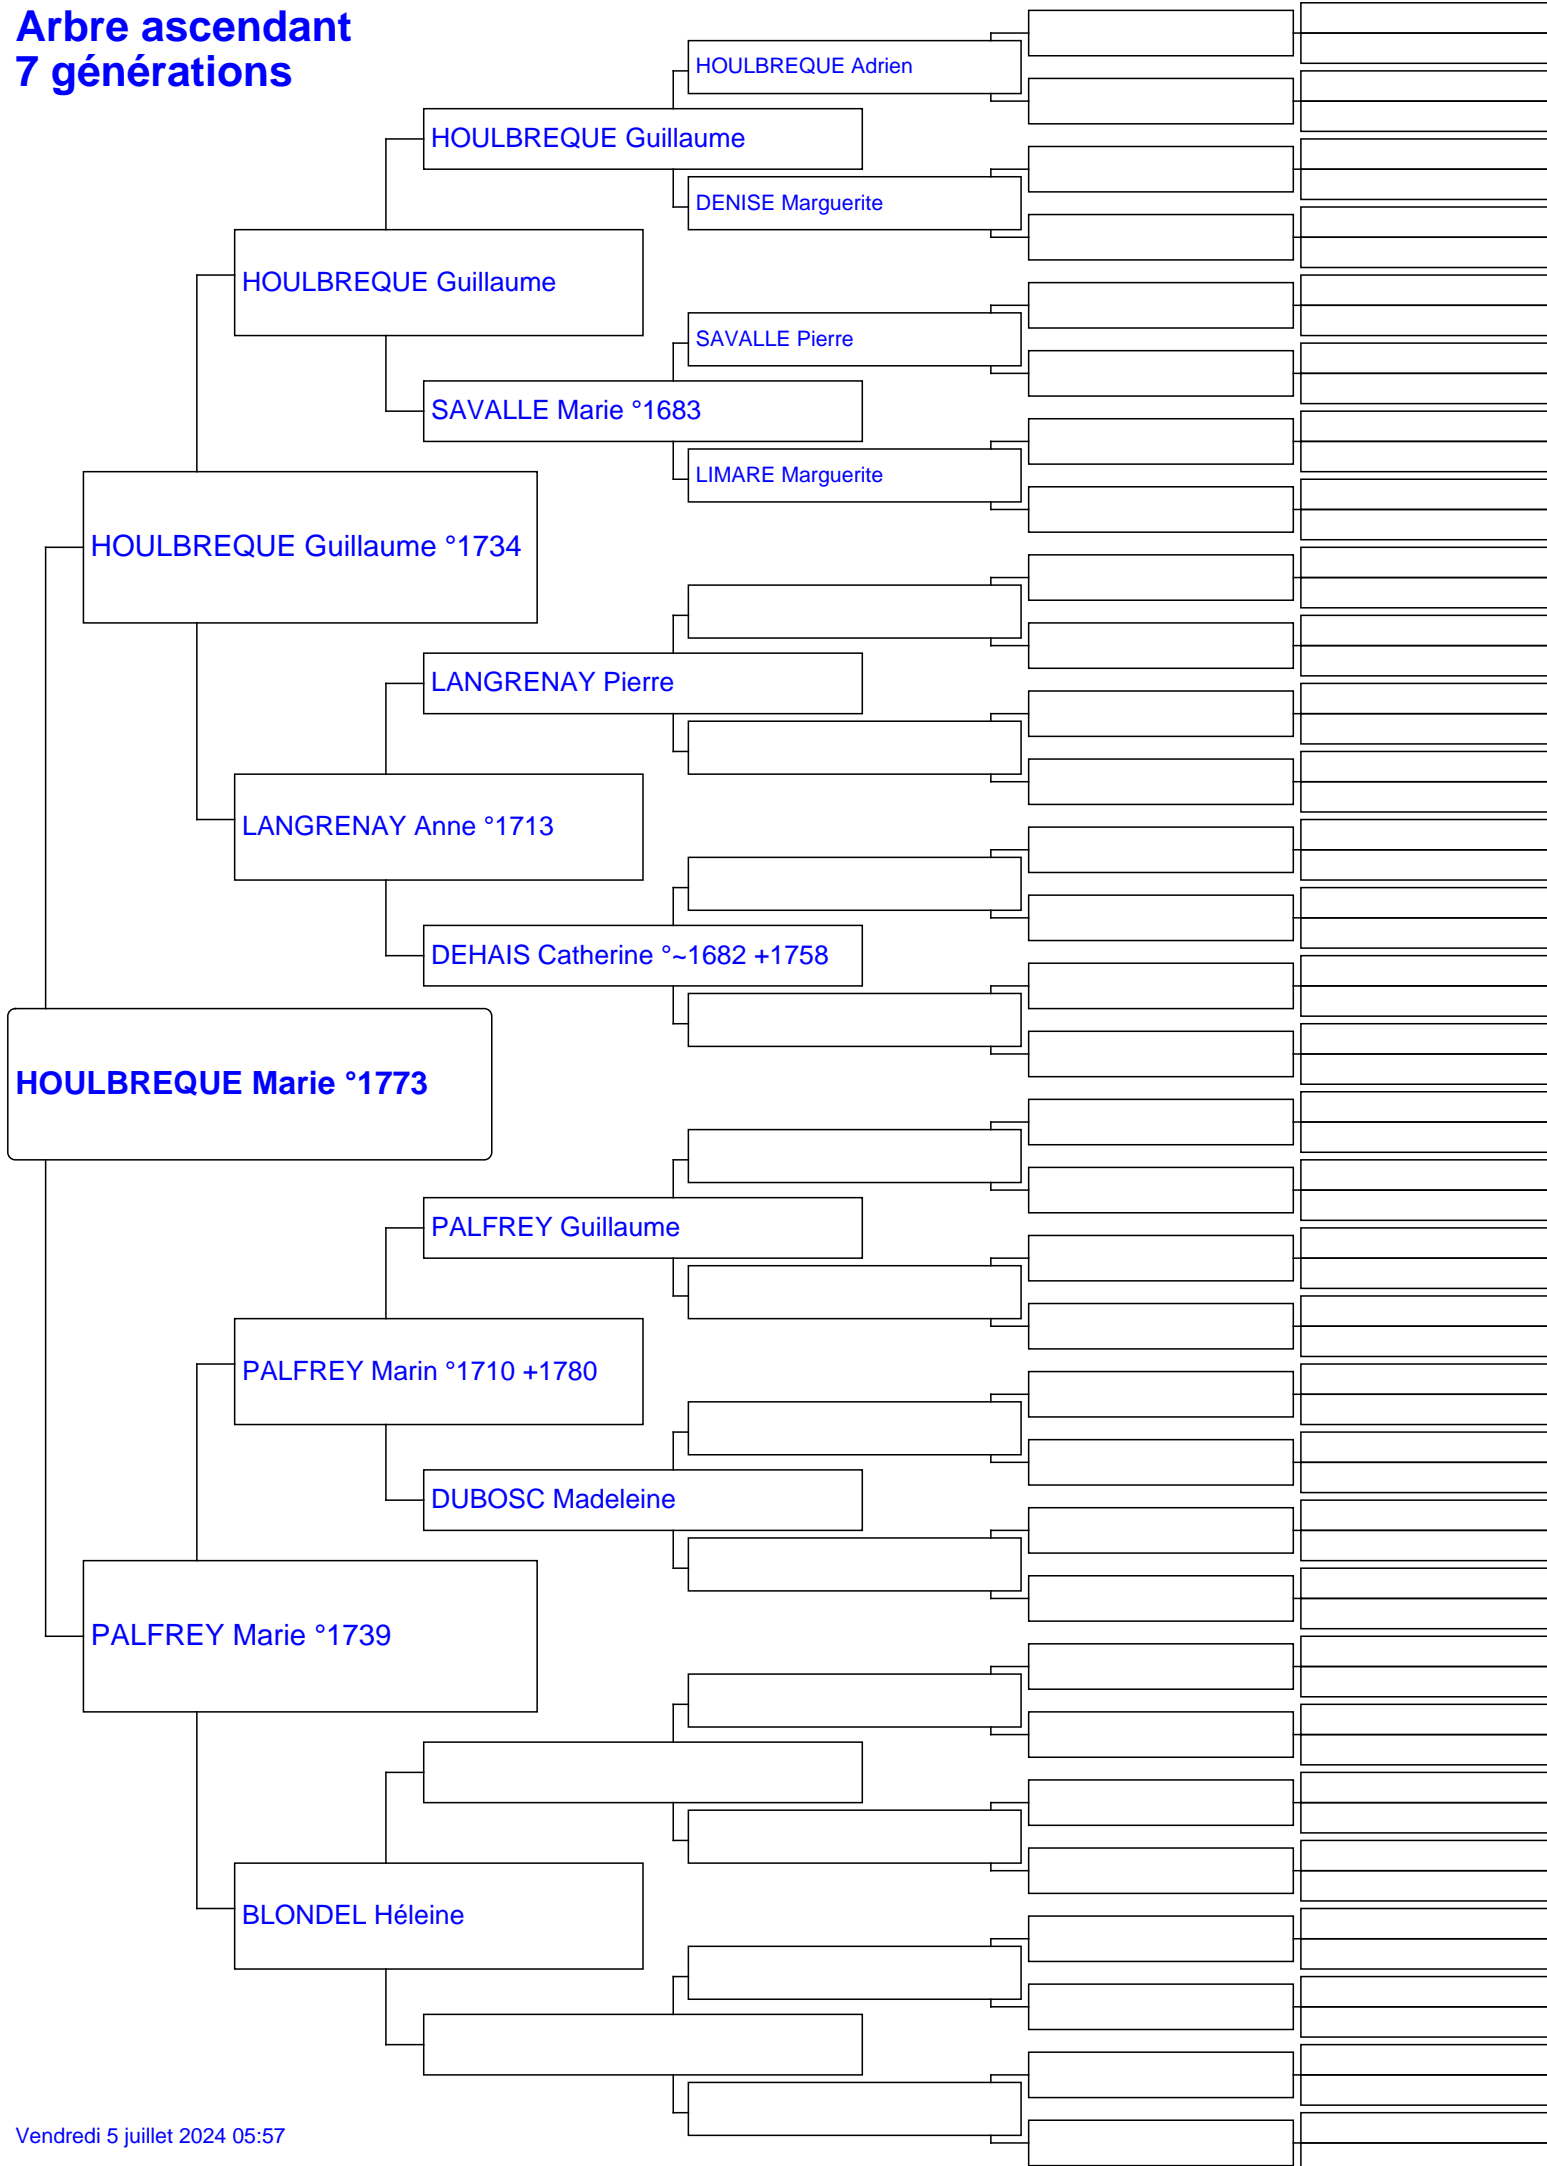 Arbre ascendant
7 générations
HOULBREQUE Adrien
HOULBREQUE Guillaume
DENISE Marguerite
HOULBREQUE Guillaume
SAVALLE Pierre
SAVALLE Marie °1683
LIMARE Marguerite
HOULBREQUE Guillaume °1734
LANGRENAY Pierre
LANGRENAY Anne °1713
DEHAIS Catherine °~1682 +1758
HOULBREQUE Marie °1773
PALFREY Guillaume
PALFREY Marin °1710 +1780
DUBOSC Madeleine
PALFREY Marie °1739
BLONDEL Héleine
Vendredi 5 juillet 2024 05:57